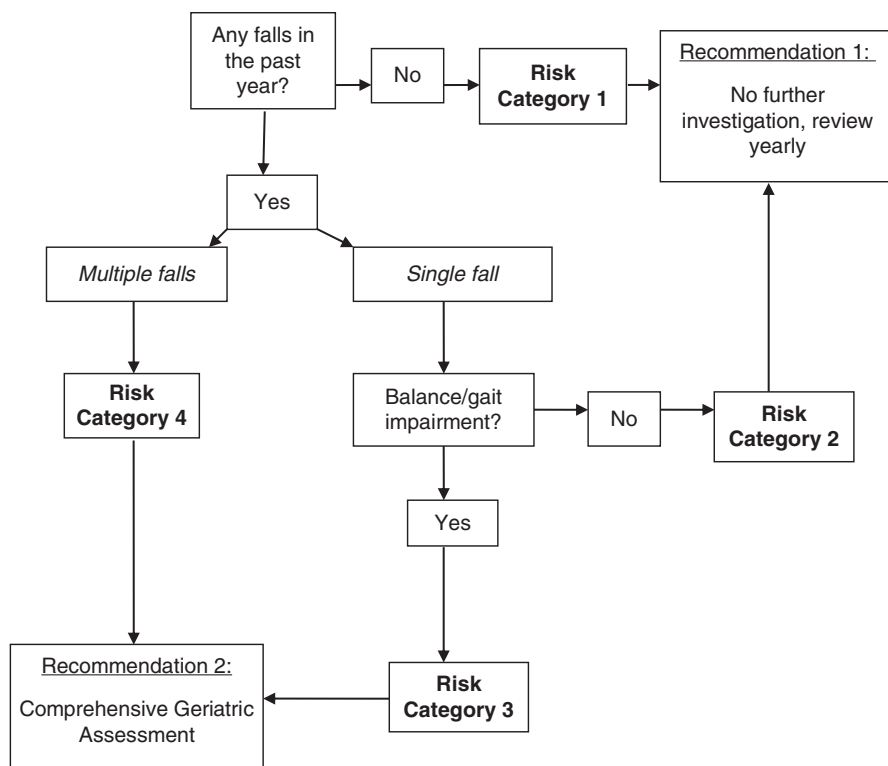 Any falls in
the past
year?
No
Risk
Category 1
Recommendation 1:
No further
investigation, review
yearly
Yes
Multiple falls
Single fall
Risk
Category 4
Balance/gait
impairment?
No
Risk
Category 2
Yes
Recommendation 2:
Comprehensive Geriatric
Assessment
Risk
Category 3